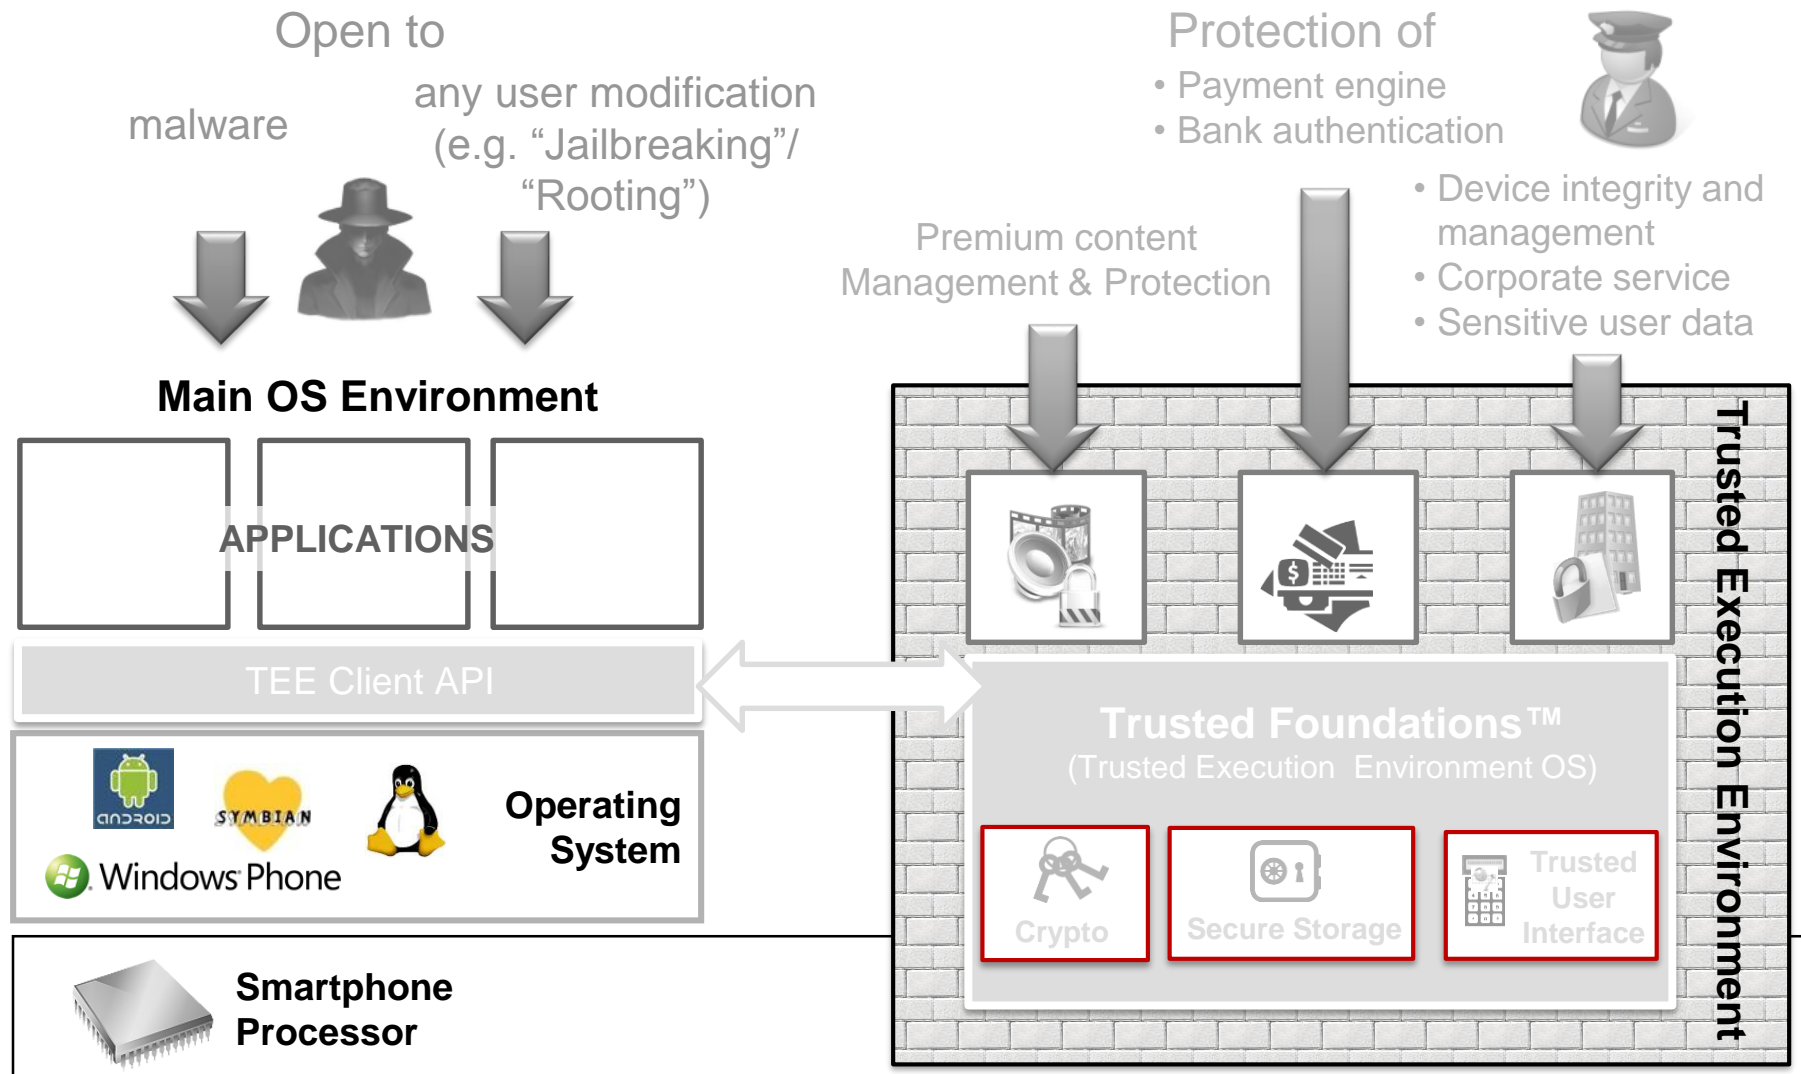 Open to
malware
any user modification
(e.g. “Jailbreaking”/
“Rooting”)
Protection of
• Payment engine
• Bank authentication
• Device integrity and
management
• Corporate service
• Sensitive user data
Premium content
Management & Protection
Main OS Environment
APPLICATIONS
TEE Client API
ANDROID
SYMBIAN
Windows Phone
Operating
System
Smartphone
Processor
Trusted Execution Environment
$
Trusted Foundations™
(Trusted Execution Environment OS)
Crypto
Secure Storage
Trusted
User
Interface